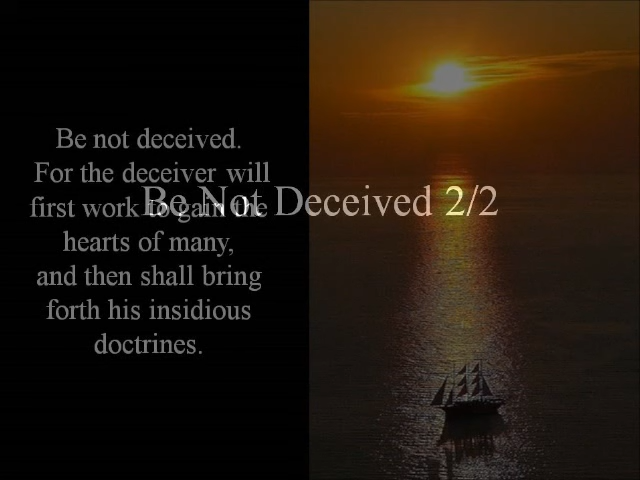 Be not deceived.
For the deceiver will
first work to gain the
hearts of many,
and then shall bring
forth his insidious
doctrines.
Be Not Deceived 2/2